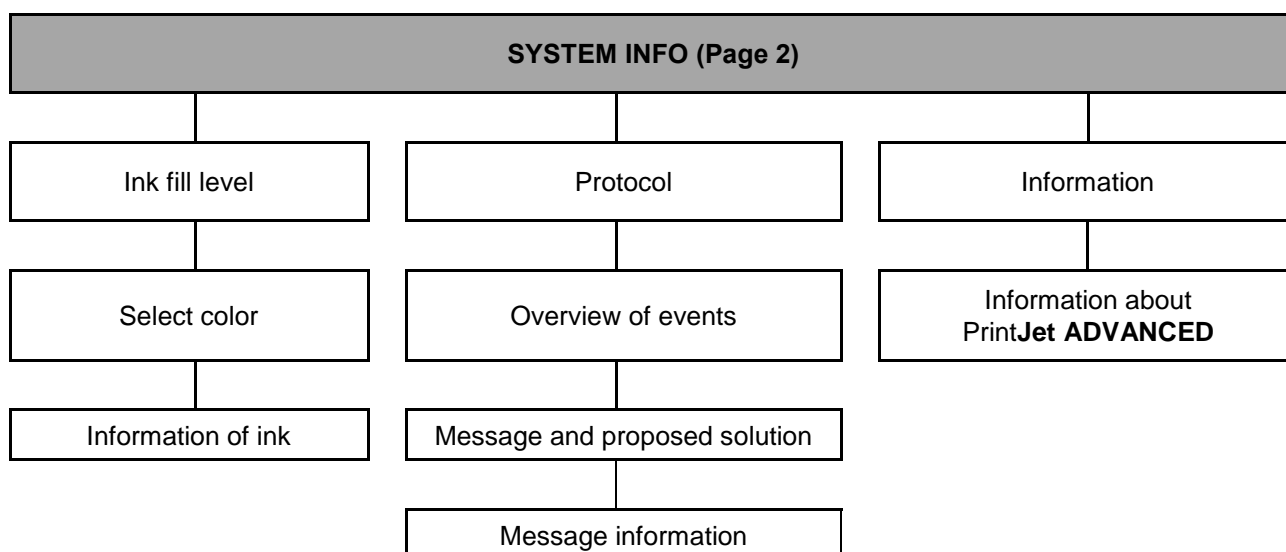 SYSTEM INFO (Page 2)
Ink fill level
Protocol
Information
Select color
Overview of events
Information about
PrintJet ADVANCED
Information of ink
Message and proposed solution
Message information